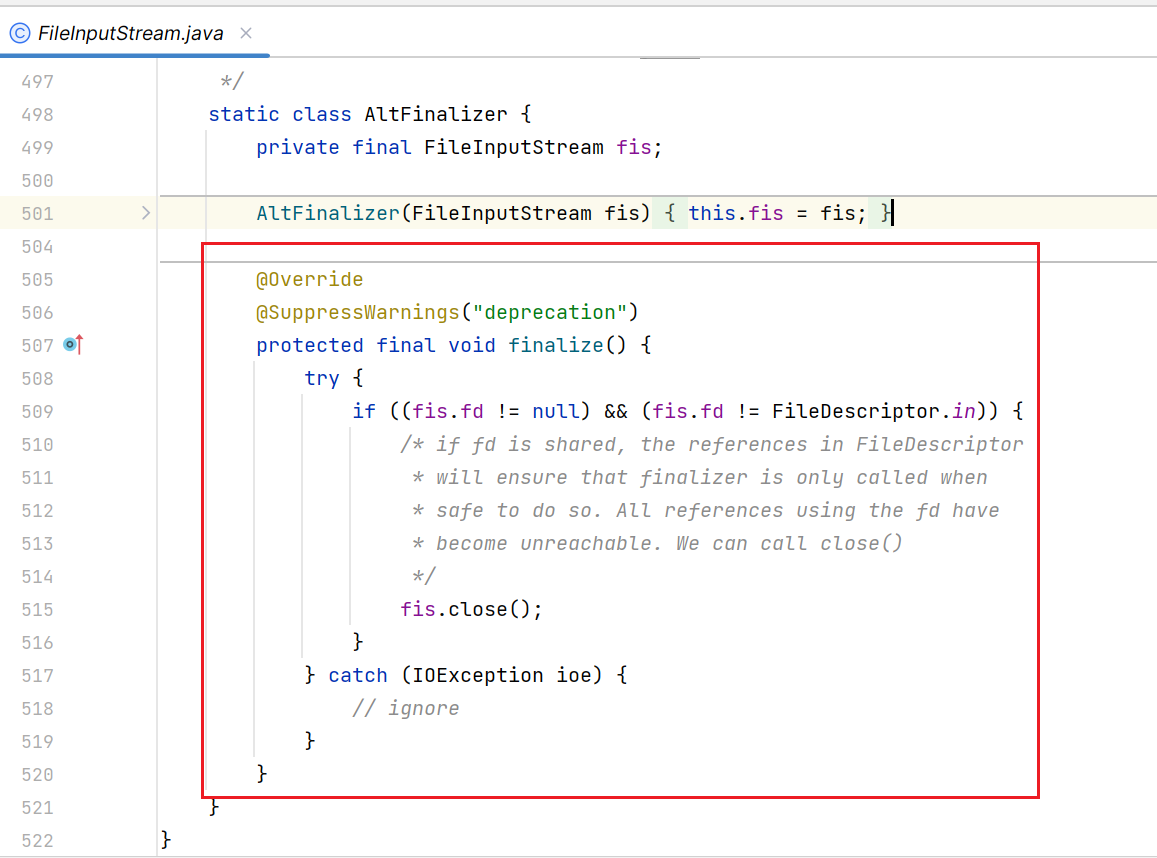 FileInputStream.java
497 */
498 static class AltFinalizer {
499 private final FileInputStream fis;
500
501 AltFinalizer(FileInputStream fis) { this.fis = fis; }
504
505 @Override
506 @SuppressWarnings("deprecation")
507 protected final void finalize() {
508 try {
509 if ((fis.fd != null) && (fis.fd != FileDescriptor.in)) {
510 /* if fd is shared, the references in FileDescriptor
511 * will ensure that finalizer is only called when
512 * safe to do so. All references using the fd have
513 * become unreachable. We can call close()
514 */
515 fis.close();
516 }
517 } catch (IOException ioe) {
518 // ignore
519 }
520 }
521 }
522 }